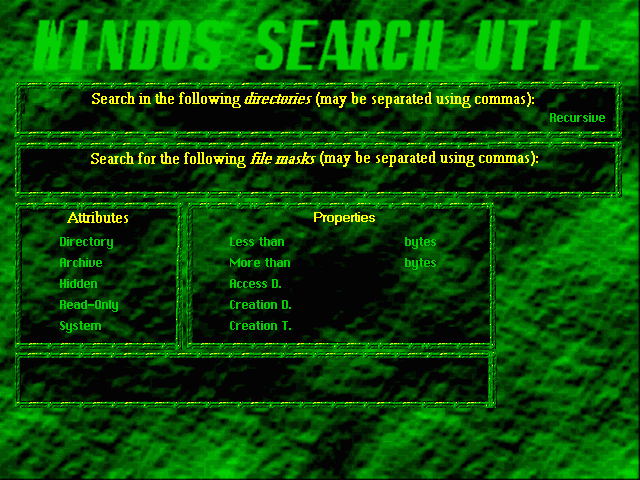 WINDOS SEARCH UTIL
Search in the following directories (may be separated using commas):
Recursive
Search for the following file masks (may be separated using commas):
Attributes
Directory
Archive
Hidden
Read-Only
System
Properties
Less than bytes
More than bytes
Access D.
Creation D.
Creation T.